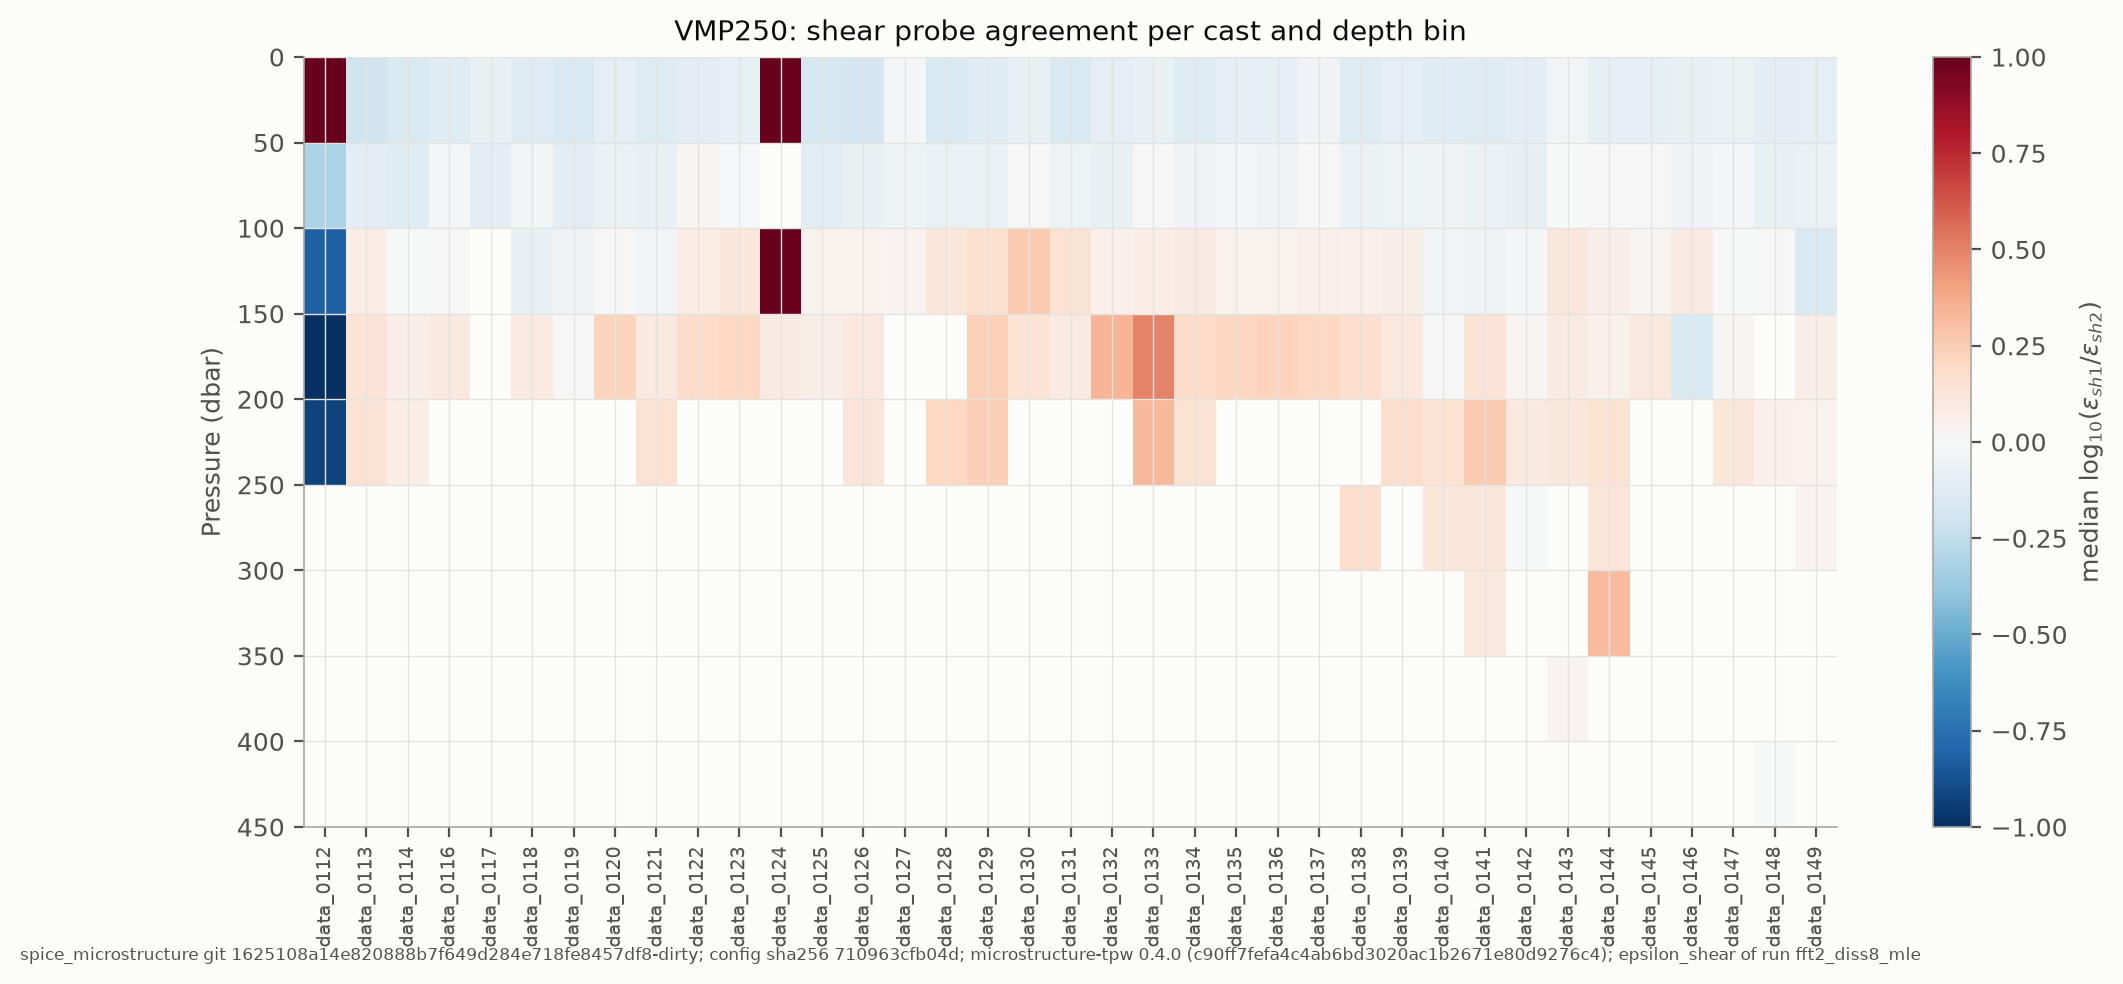 VMP250: shear probe agreement per cast and depth bin
0
50
100
150
200
250
300
350
400
450
Pressure (dbar)
data_0112
data_0113
data_0114
data_0116
data_0117
data_0118
data_0119
data_0120
data_0121
data_0122
data_0123
data_0124
data_0125
data_0126
data_0127
data_0128
data_0129
data_0130
data_0131
data_0132
data_0133
data_0134
data_0135
data_0136
data_0137
data_0138
data_0139
data_0140
data_0141
data_0142
data_0143
data_0144
data_0145
data_0146
data_0147
data_0148
data_0149
1.00
0.75
0.50
0.25
0.00
−0.25
−0.50
−0.75
−1.00
median log10(εsh1/εsh2)
spice_microstructure git 1625108a14e820888b7f649d284e718fe8457df8-dirty; config sha256 710963cfb04d; microstructure-tpw 0.4.0 (c90ff7fefa4c4ab6bd3020ac1b2671e80d9276c4); epsilon_shear of run fft2_diss8_mle